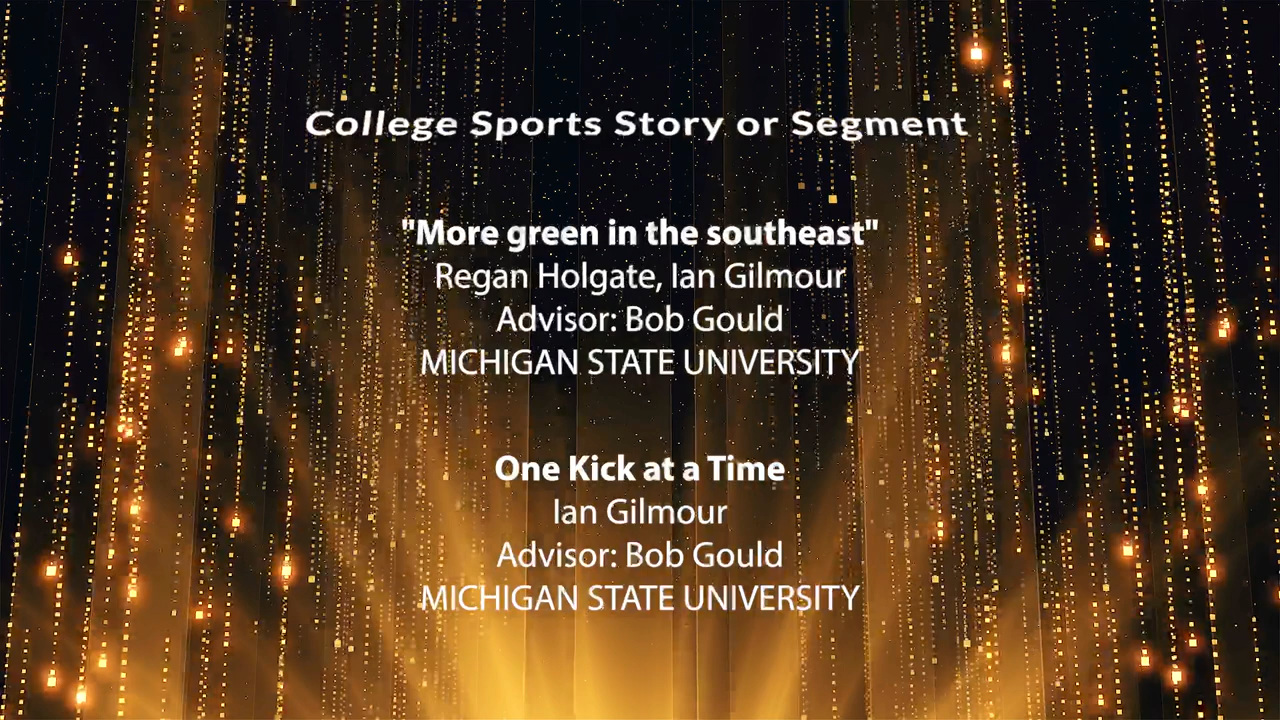 College Sports Story or Segment
"More green in the southeast"
Regan Holgate, Ian Gilmour
Advisor: Bob Gould
MICHIGAN STATE UNIVERSITY
One Kick at a Time
Ian Gilmour
Advisor: Bob Gould
MICHIGAN STATE UNIVERSITY